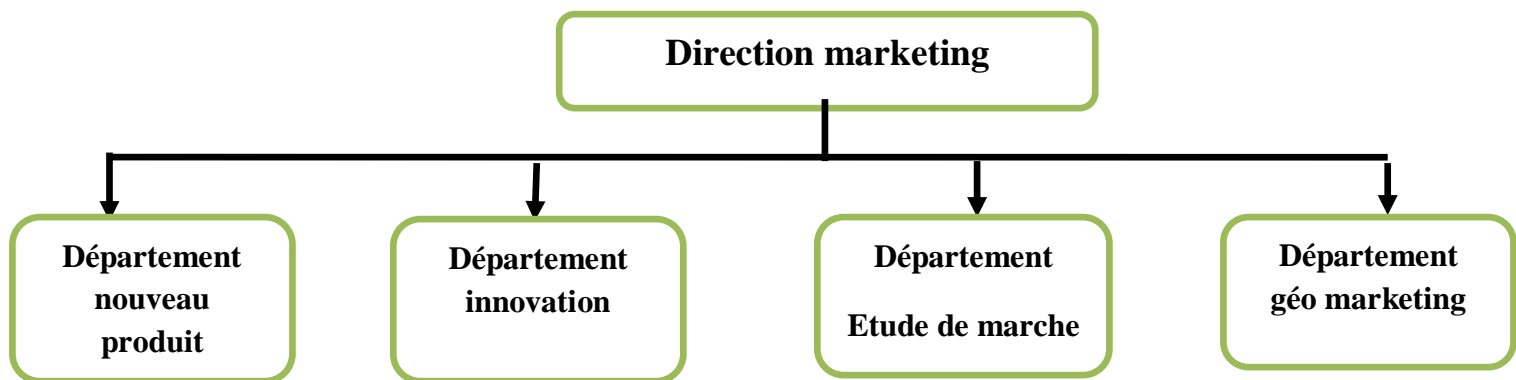 Direction marketing
Département
nouveau
produit
Département
innovation
Département
Etude de marche
Département
géo marketing